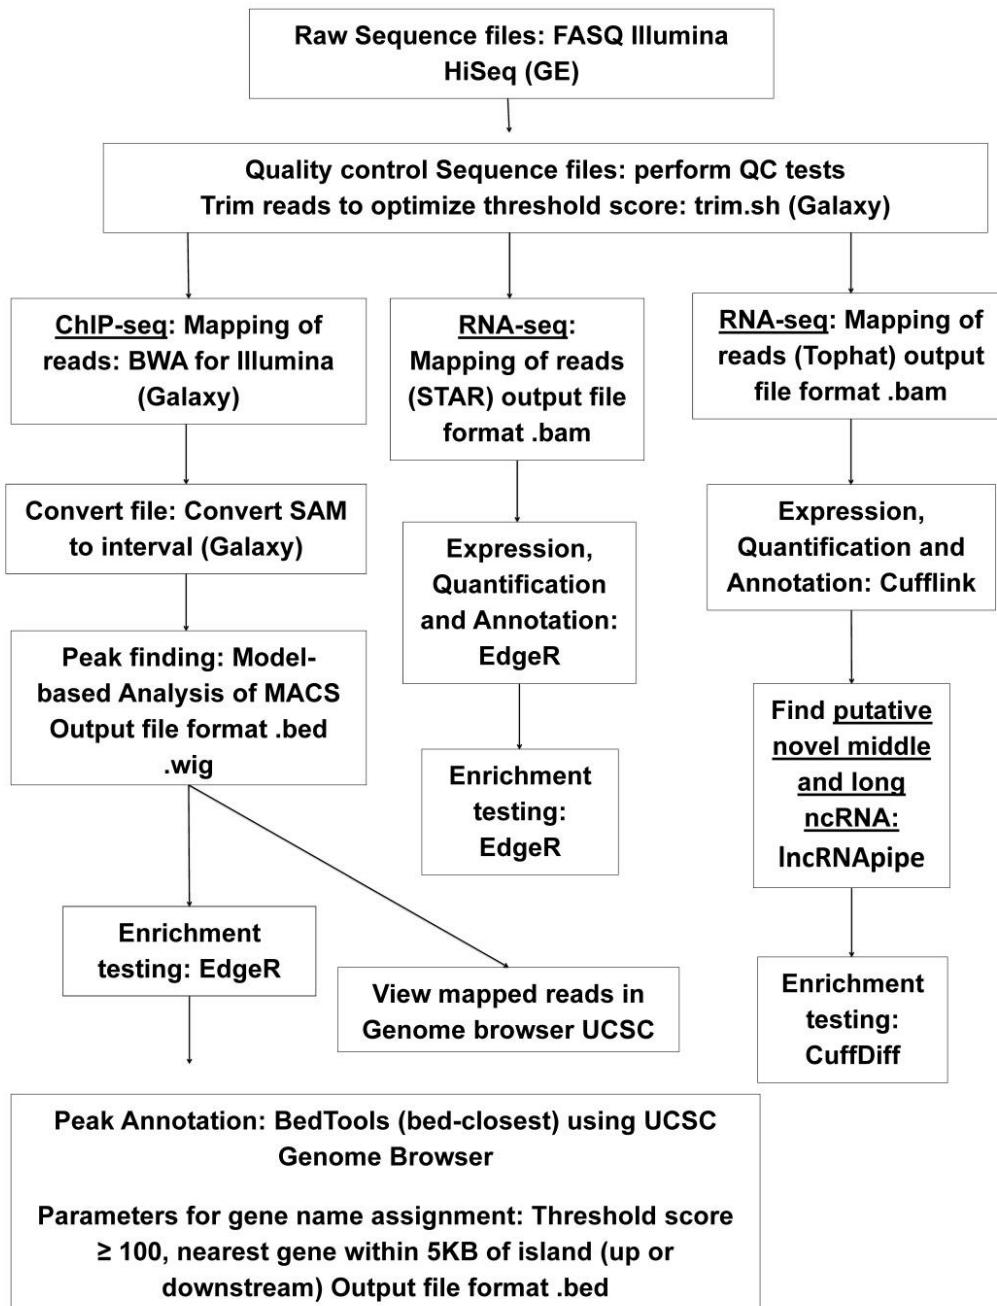 Raw Sequence files: FASQ Illumina
HiSeq (GE)
Quality control Sequence files: perform QC tests
Trim reads to optimize threshold score: trim.sh (Galaxy)
ChIP-seq: Mapping of
reads: BWA for Illumina
(Galaxy)
Convert file: Convert SAM
to interval (Galaxy)
Peak finding: Model-
based Analysis of MACS
Output file format .bed
.wig
Enrichment
testing: EdgeR
View mapped reads in
Genome browser UCSC
Peak Annotation: BedTools (bed-closest) using UCSC
Genome Browser
Parameters for gene name assignment: Threshold score
≥ 100, nearest gene within 5KB of island (up or
downstream) Output file format .bed
RNA-seq:
Mapping of reads
(STAR) output file
format .bam
Expression,
Quantification
and Annotation:
EdgeR
Enrichment
testing:
EdgeR
RNA-seq: Mapping of
reads (Tophat) output
file format .bam
Expression,
Quantification and
Annotation: Cufflink
Find putative
novel middle
and long
ncRNA:
lncRNApipe
Enrichment
testing:
CuffDiff